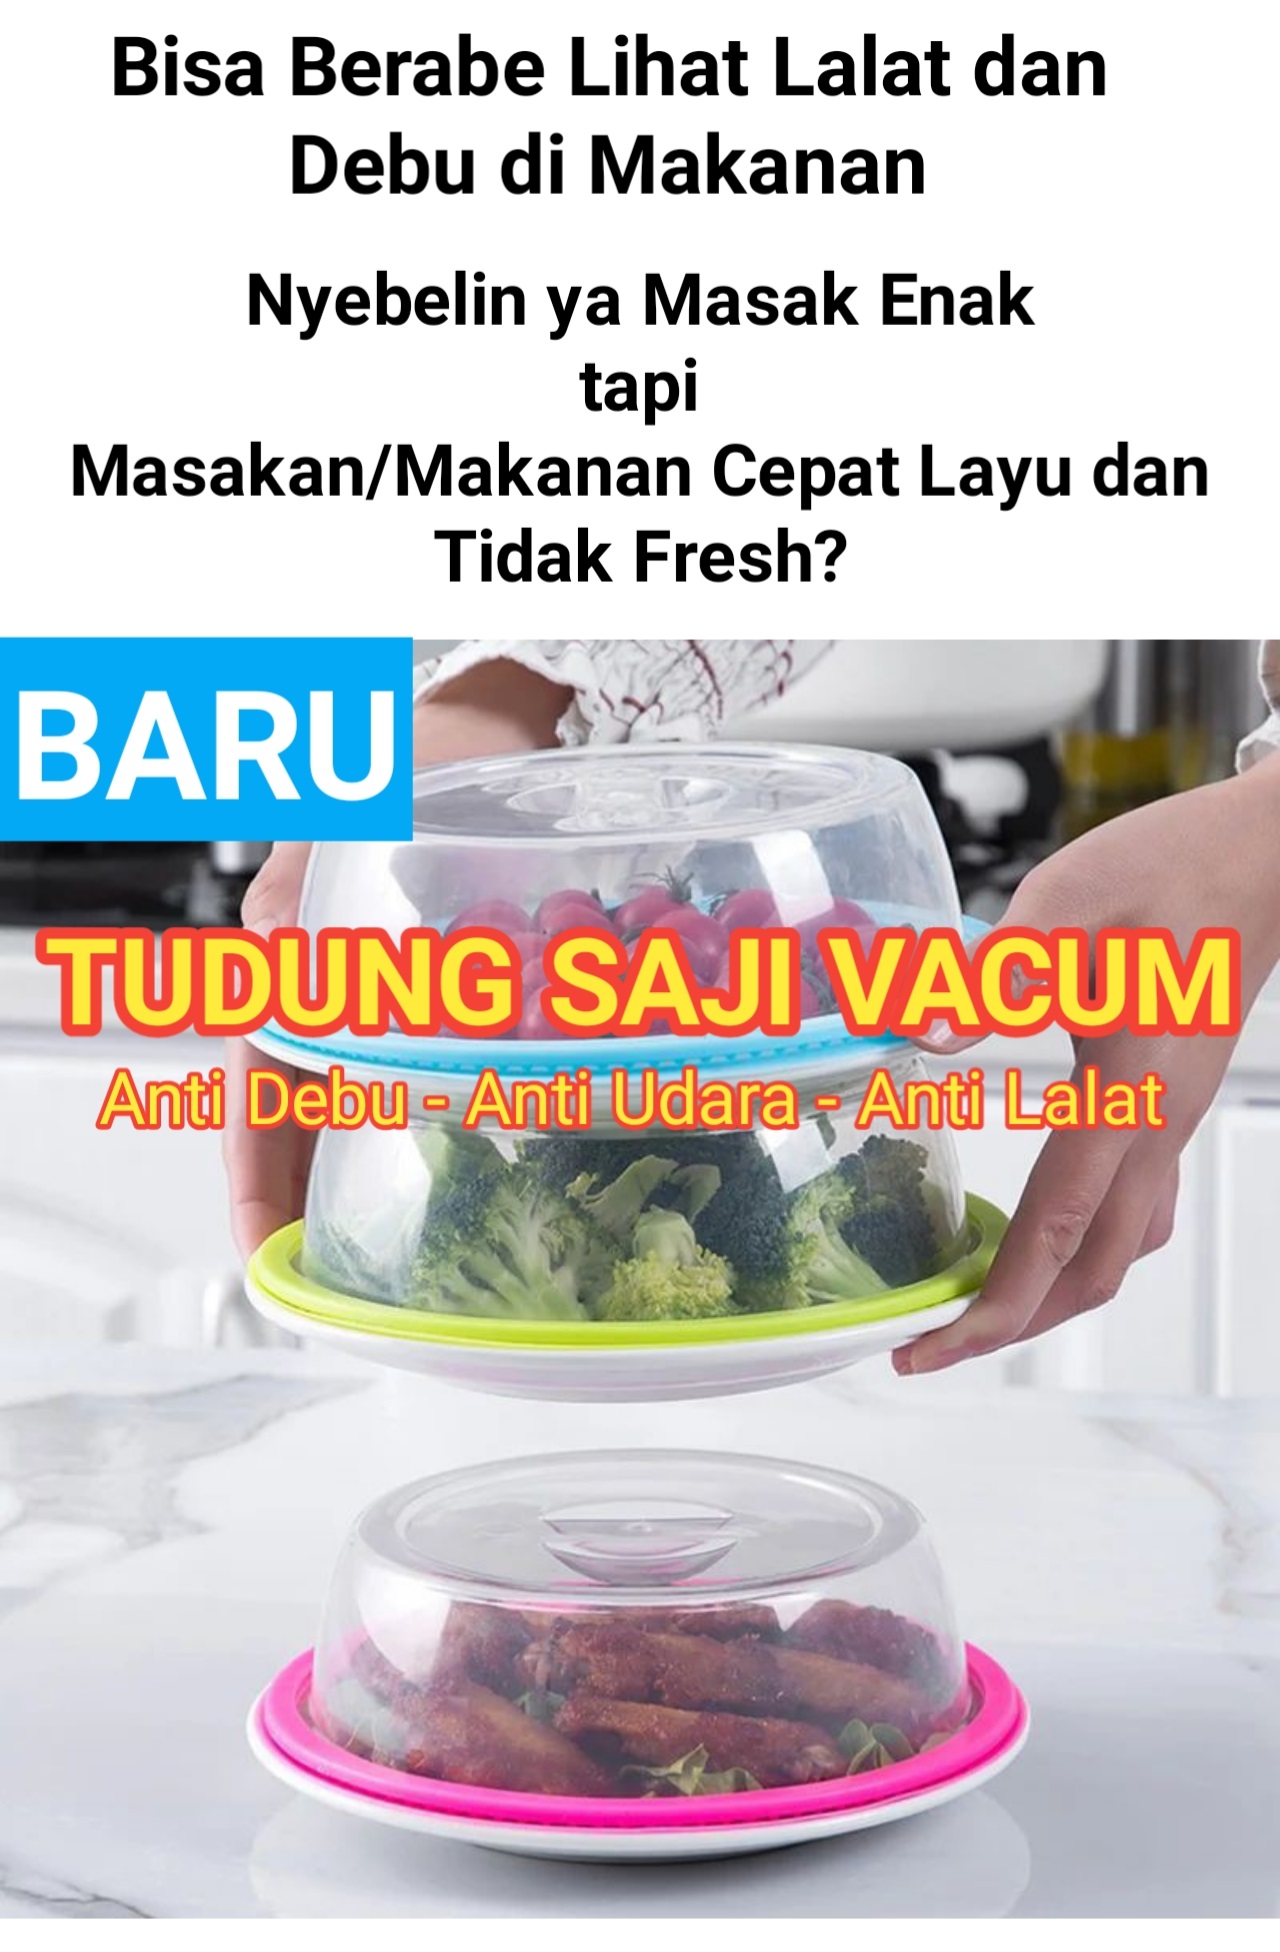 Bisa Berabe Lihat Lalat dan
Debu di Makanan
Nyebelin ya Masak Enak
tapi
Masakan/Makanan Cepat Layu dan
Tidak Fresh?
BARU
TUDUNG SAJI VACUM
Anti Debu - Anti Udara - Anti Lalat